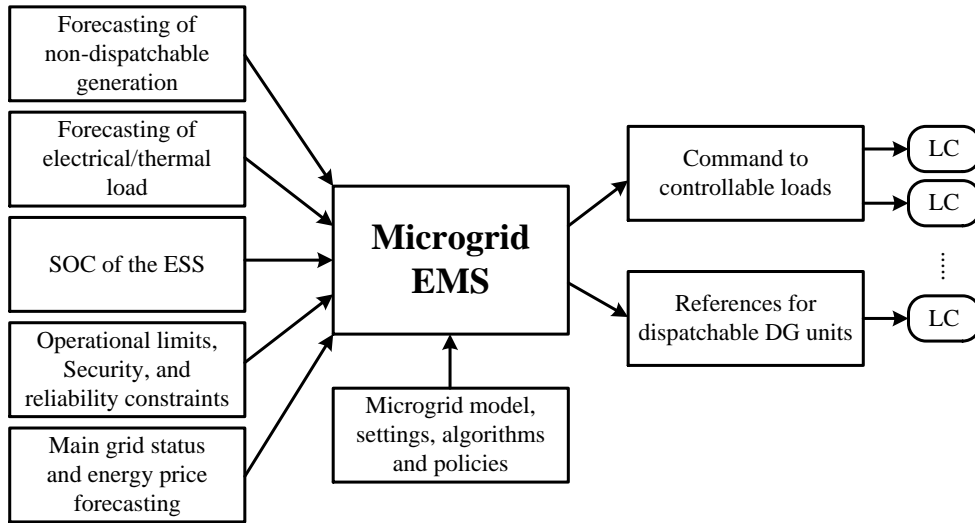 Forecasting of
non-dispatchable
generation
Forecasting of
electrical/thermal
load
SOC of the ESS
Operational limits,
Security, and
reliability constraints
Main grid status
and energy price
forecasting
Microgrid
EMS
Microgrid model,
settings, algorithms
and policies
Command to
controllable loads
References for
dispatchable DG units
LC
LC
LC